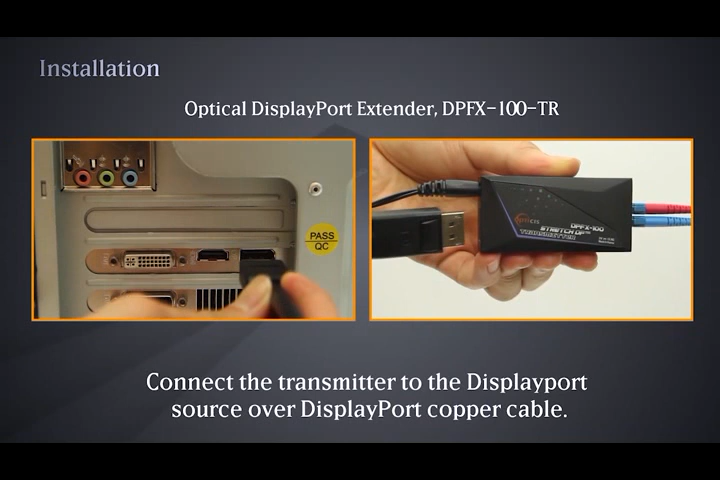 Installation
Optical DisplayPort Extender, DPFX-100-TR
PASS
QC
DPFX-100
STRETCH DP
TRANSMITTER
Connect the transmitter to the Displayport
source over DisplayPort copper cable.